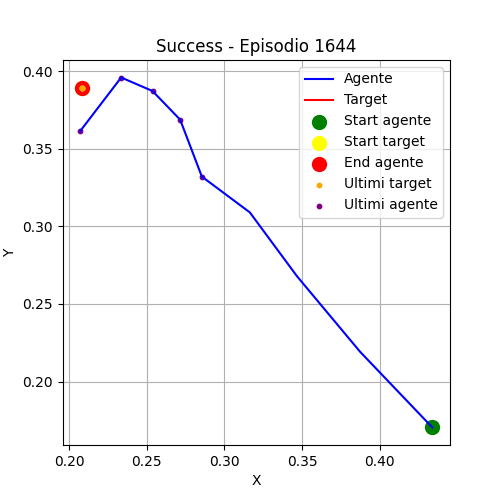 Success - Episodio 1644
0.40
0.35
0.30
0.25
0.20
Y
Agente
Target
Start agente
Start target
End agente
Ultimi target
Ultimi agente
0.20 0.25 0.30 0.35 0.40
X